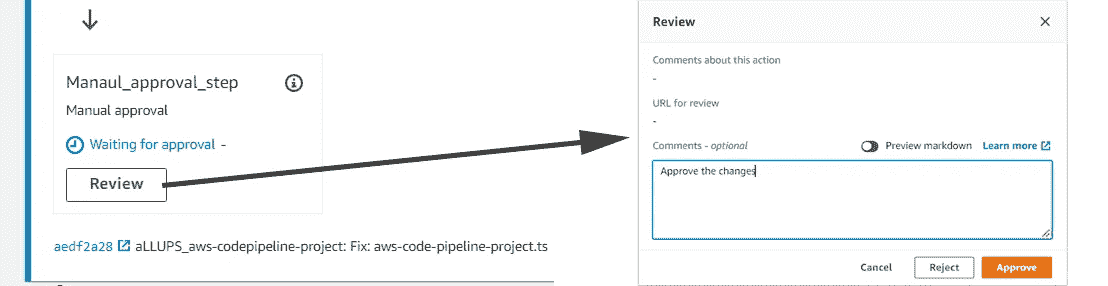 Manaul_approval_step
Manual approval
Waiting for approval -
Review
aedf2a28 aLLUPS_aws-codepipeline-project: Fix: aws-code-pipeline-project.ts
Review
Comments about this action
-
URL for review
-
Comments - optional Preview markdown Learn more
Approve the changes
Cancel Reject Approve